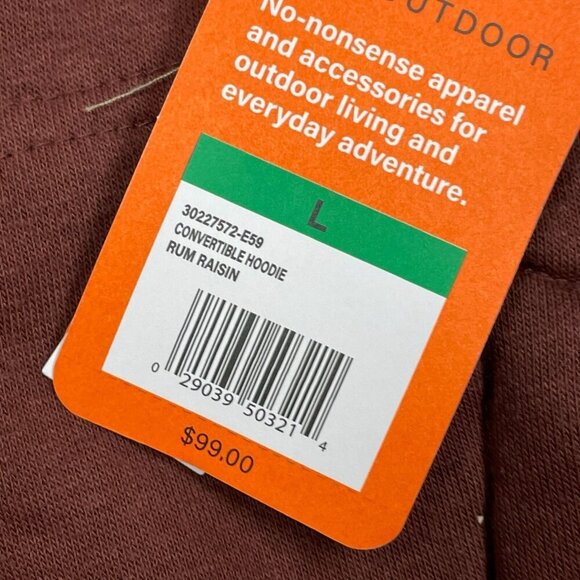 OUTDOOR
No-nonsense apparel
and accessories for
outdoor living and
everyday adventure.
L
30227572-E59
CONVERTIBLE HOODIE
RUM RAISIN
0 29039 50321 4
$99.00